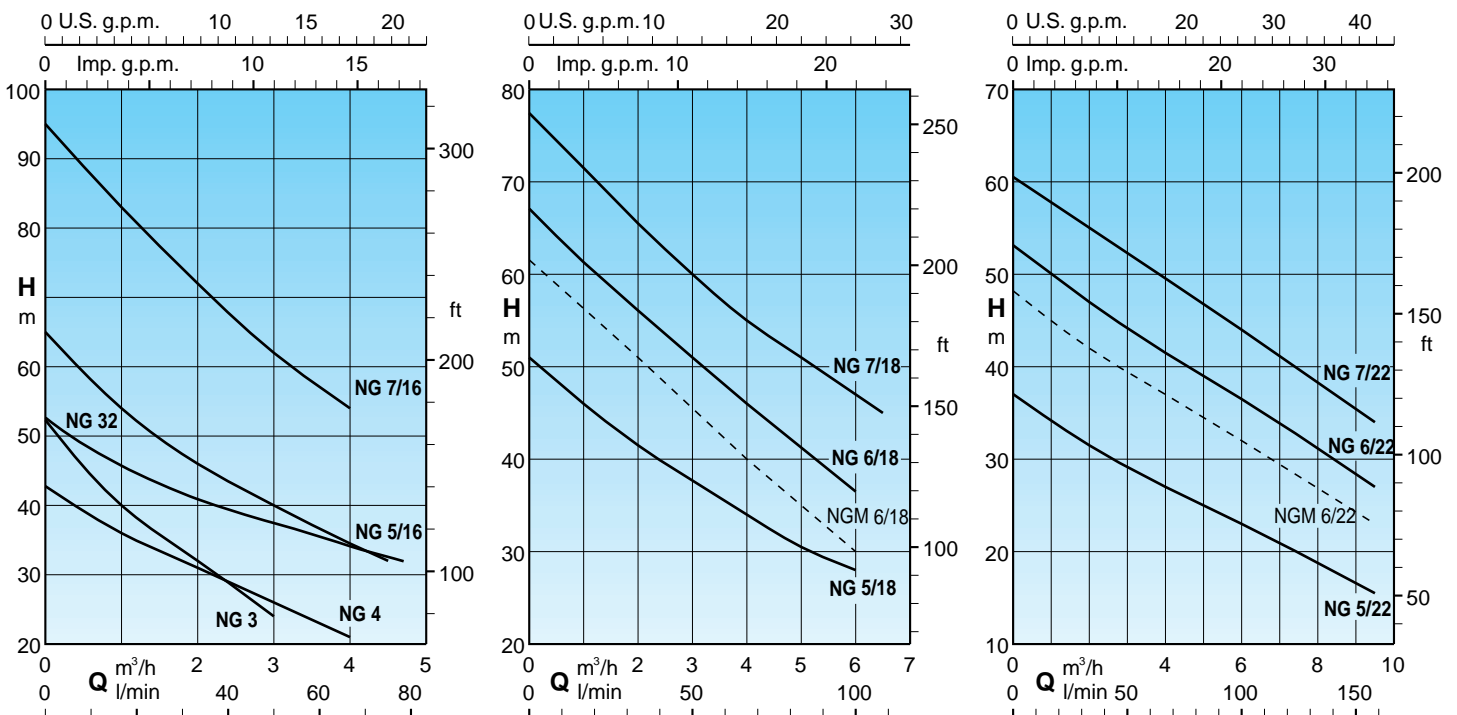 0 U.S. g.p.m. 10 15 20
0 Imp. g.p.m. 10 15
100
90
80
H
m
60
50
40
30
20
300
ft
200
100
NG 7/16
NG 32
NG 5/16
NG 4
NG 3
0 m³/h 2 3 4 5
Q
0 l/min 40 60 80
0 U.S. g.p.m. 10 20 30
0 Imp. g.p.m. 10 20
80
70
60
H
m
50
40
30
20
250
200
ft
150
100
NG 7/18
NG 6/18
NGM 6/18
NG 5/18
0 m³/h 2 3 4 5 6 7
Q
0 l/min 50 100
0 U.S. g.p.m. 20 30 40
0 Imp. g.p.m. 20 30
70
60
50
H
m
40
30
20
10
200
150
ft
100
50
NG 7/22
NG 6/22
NGM 6/22
NG 5/22
0 m³/h 4 6 8 10
Q
0 l/min 50 100 150